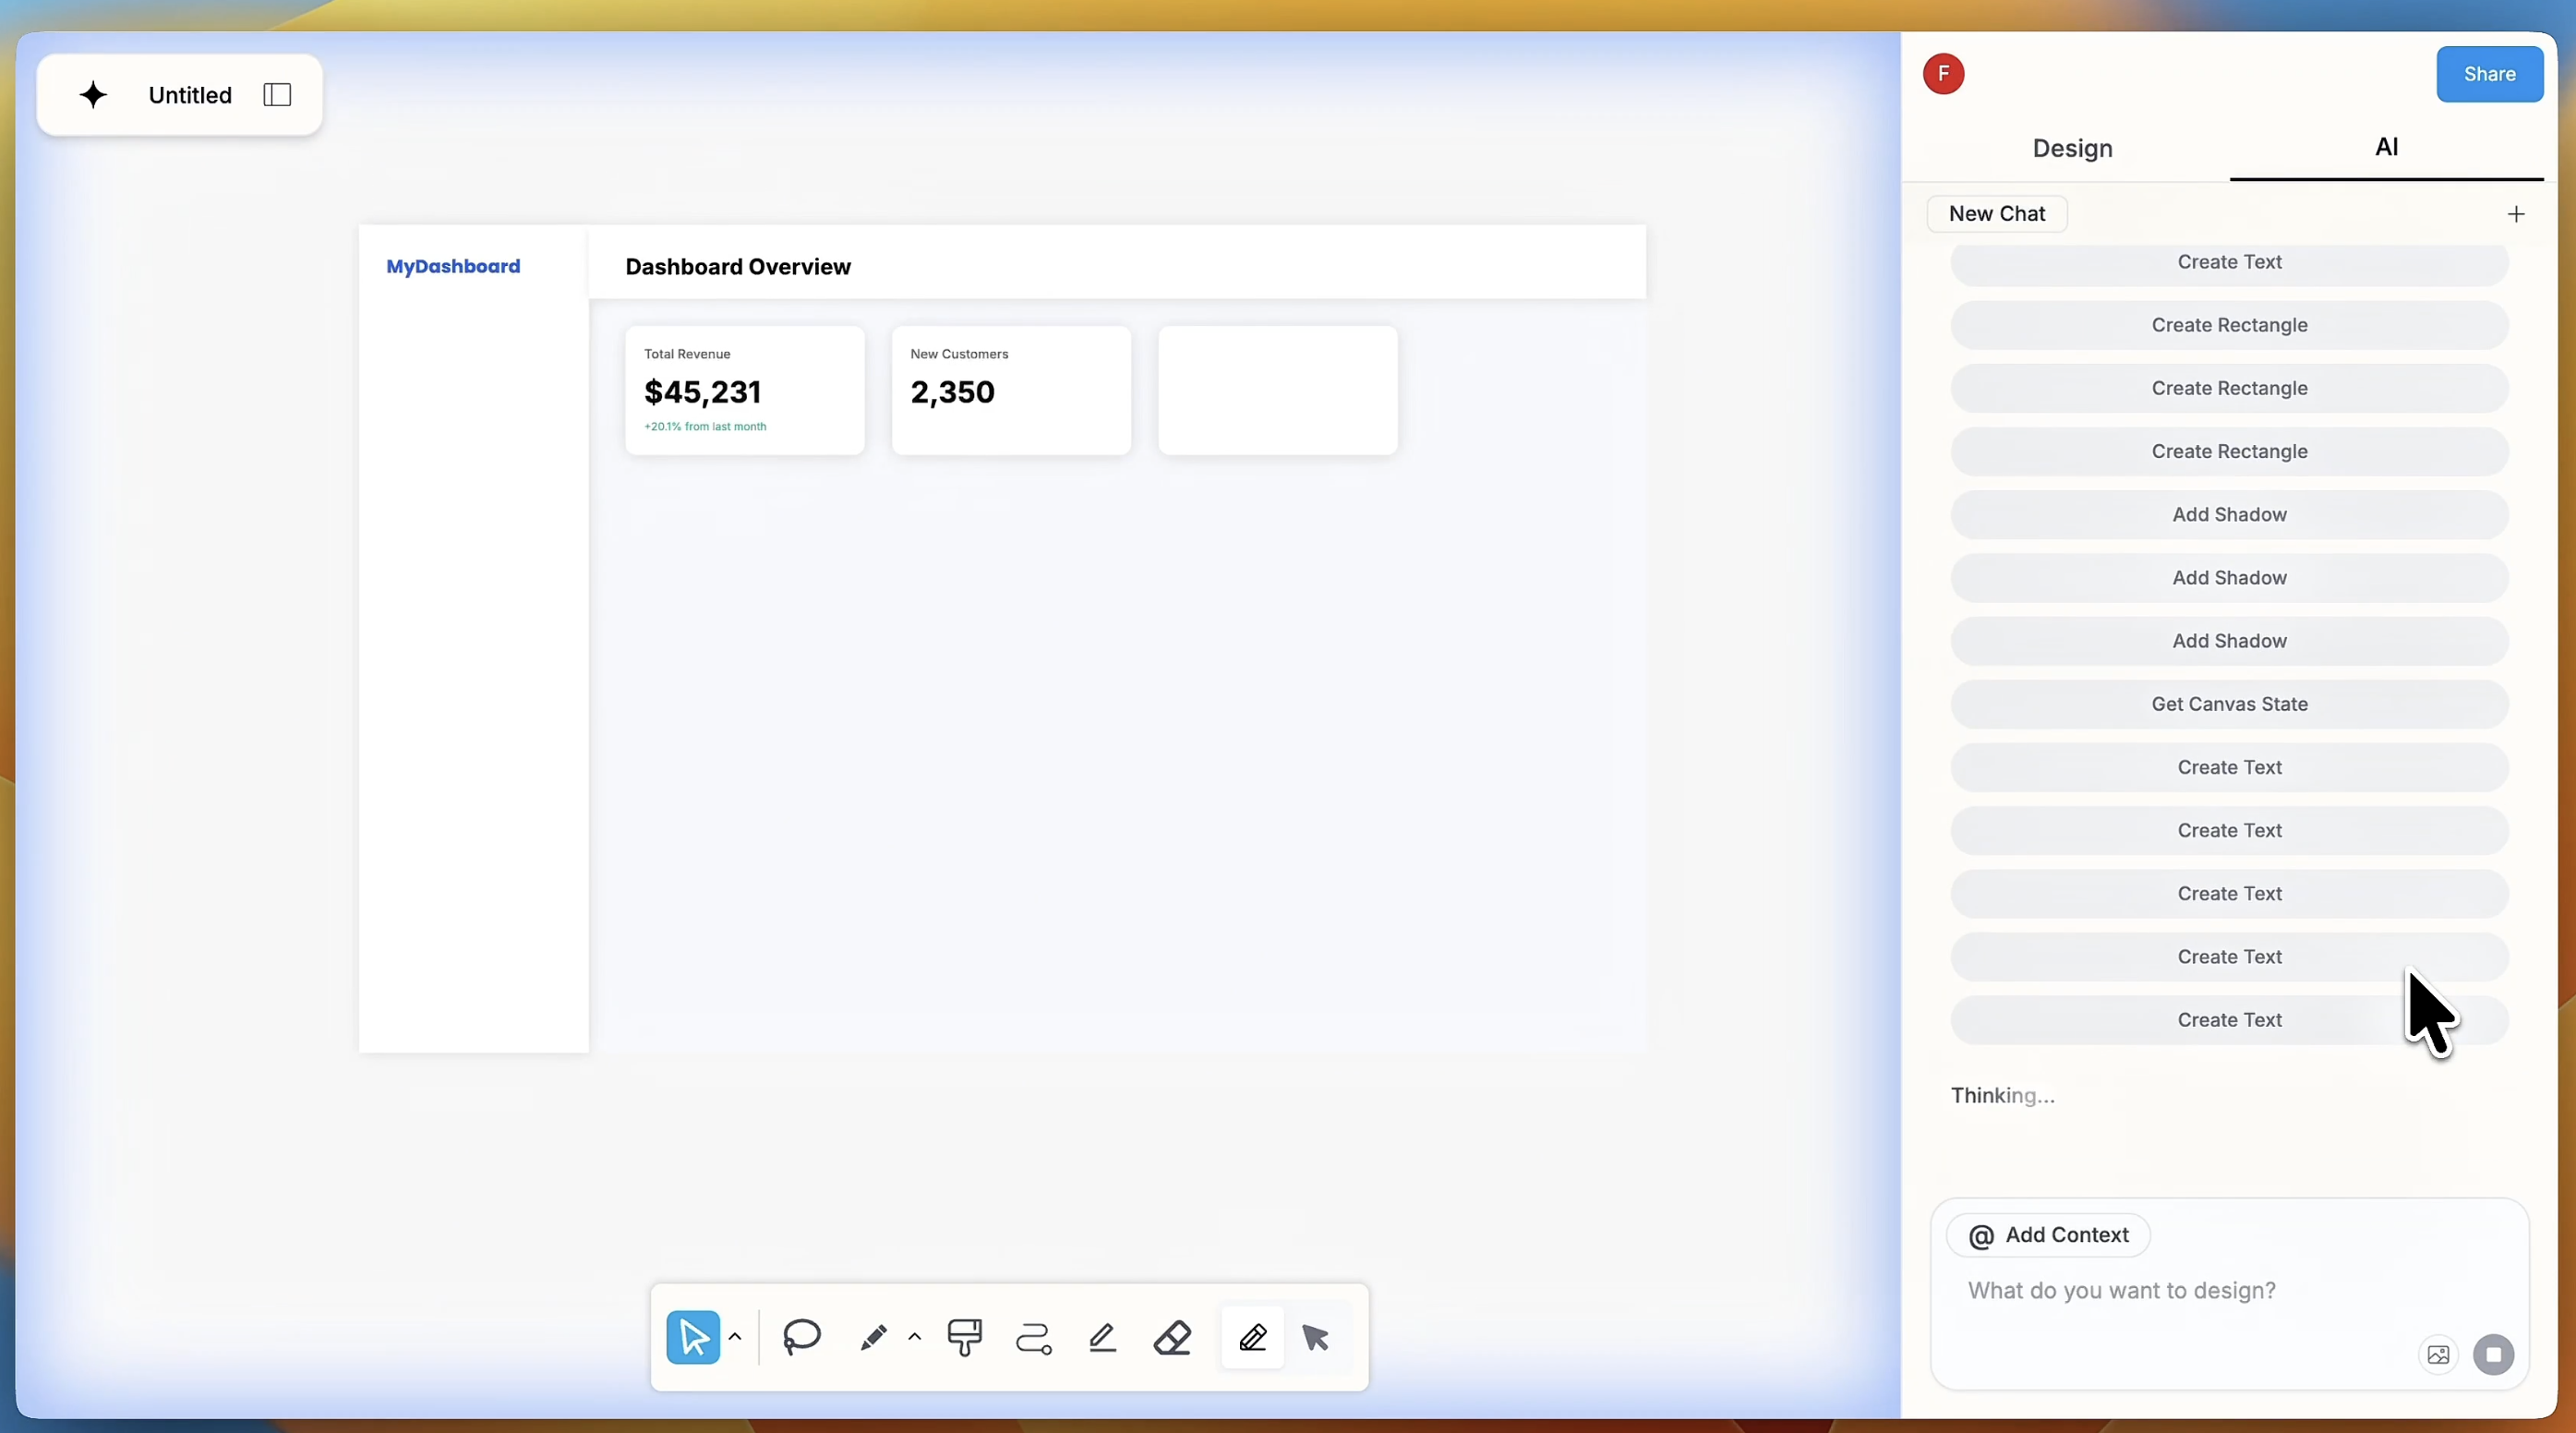 Untitled
MyDashboard
Dashboard Overview
Total Revenue
$45,231
+20.1% from last month
New Customers
2,350
F
Share
Design
AI
New Chat
Create Text
Create Rectangle
Create Rectangle
Create Rectangle
Add Shadow
Add Shadow
Add Shadow
Get Canvas State
Create Text
Create Text
Create Text
Create Text
Create Text
Thinking...
@ Add Context
What do you want to design?